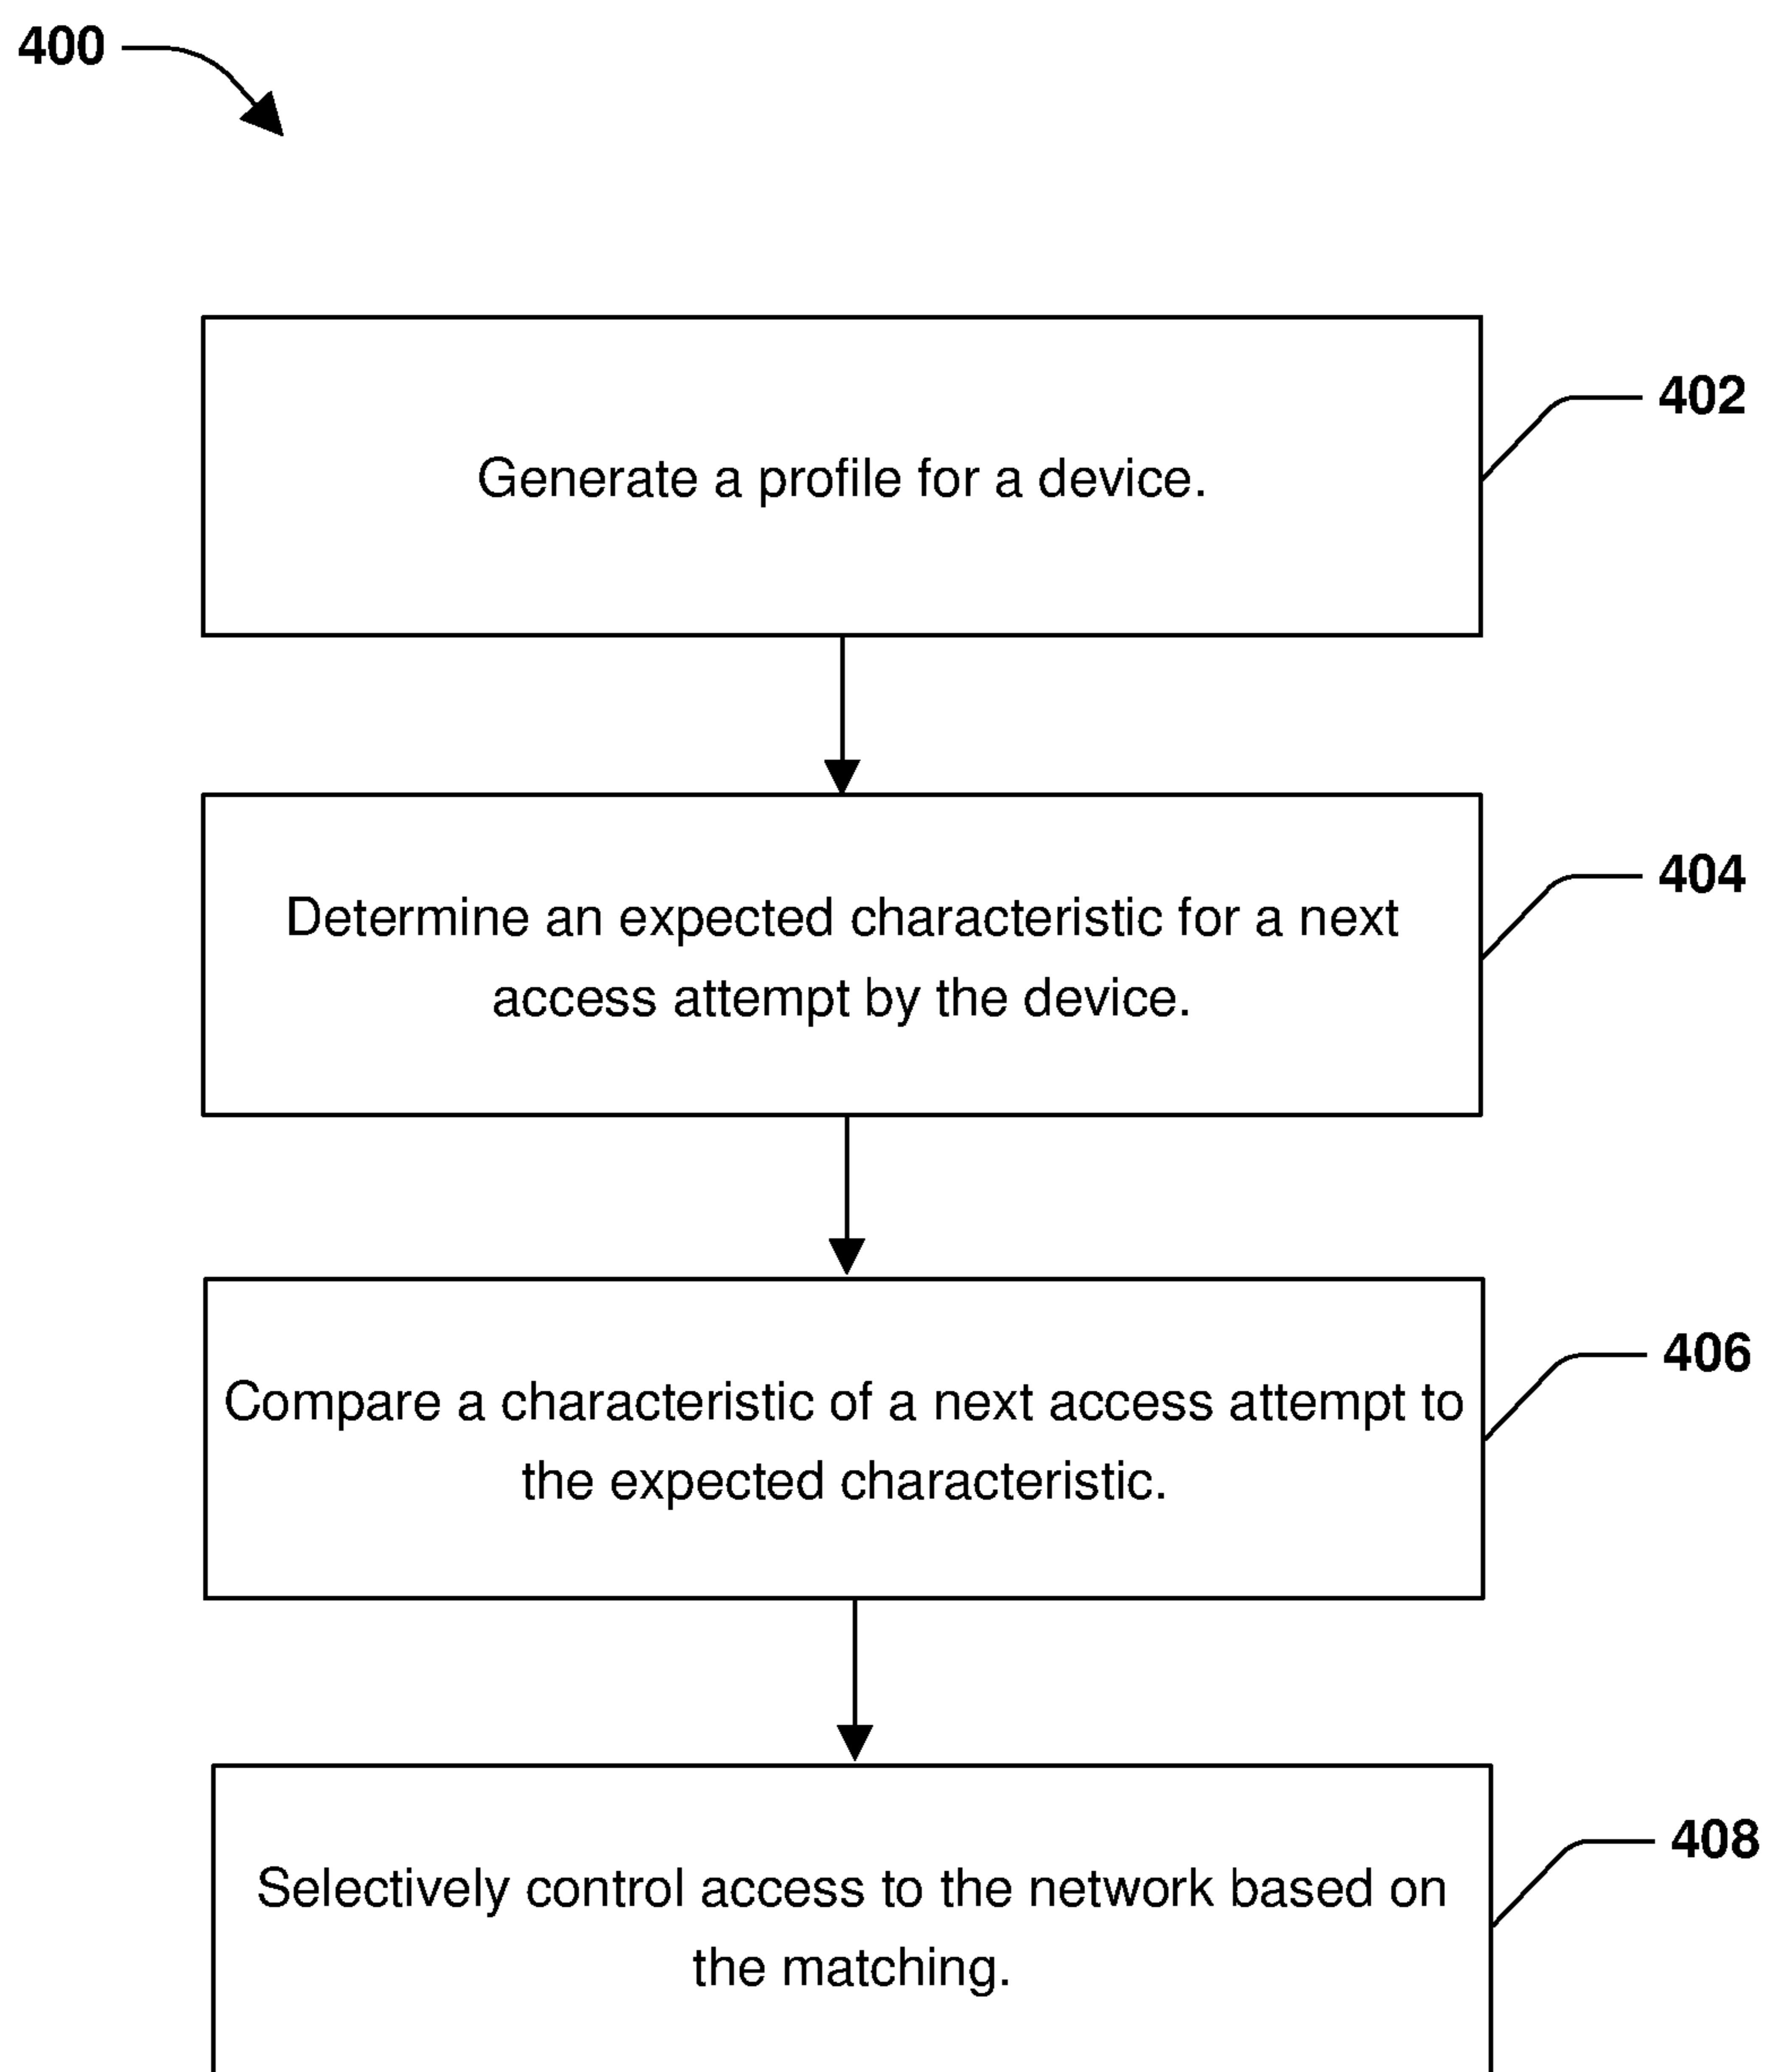 400
Generate a profile for a device.
402
Determine an expected characteristic for a next
access attempt by the device.
404
Compare a characteristic of a next access attempt to
the expected characteristic.
406
Selectively control access to the network based on
the matching.
408